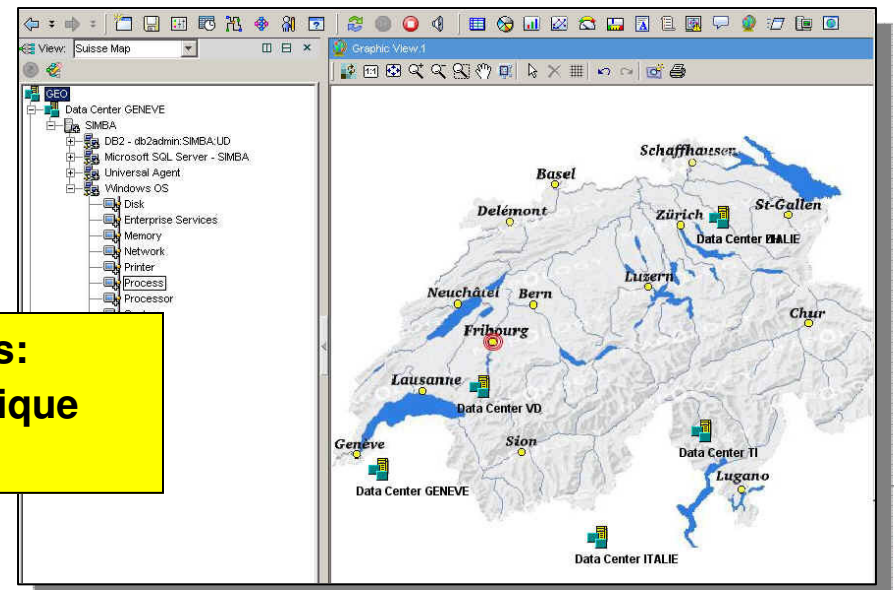 View: Suisse Map
GEO
Data Center GENEVE
SIMBA
DB2 - db2admin:SIMBA:UD
Microsoft SQL Server - SIMBA
Universal Agent
Windows OS
Disk
Enterprise Services
Memory
Network
Printer
Process
Processor
s:
ique
Graphic View.1
1:1
Schaffhausen
Basel
Delémont
Zürich
St-Gallen
Data Center
Luzern
Neuchâtel
Bern
Chur
Fribourg
Lausanne
Data Center VD
Genève
Sion
Data Center TI
Data Center GENEVE
Lugano
Data Center ITALIE